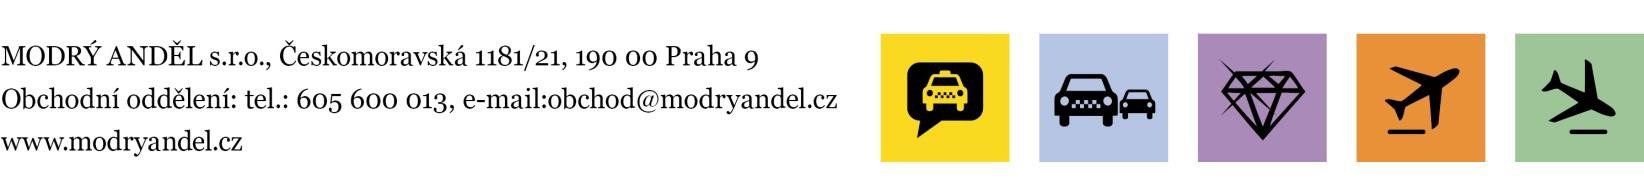 MODRÝ ANDĚL s.r.o., Českomoravská 1181/21, 190 00 Praha 9
Obchodní oddělení: tel.: 605 600 013, e-mail:obchod@modryandel.cz
www.modryandel.cz